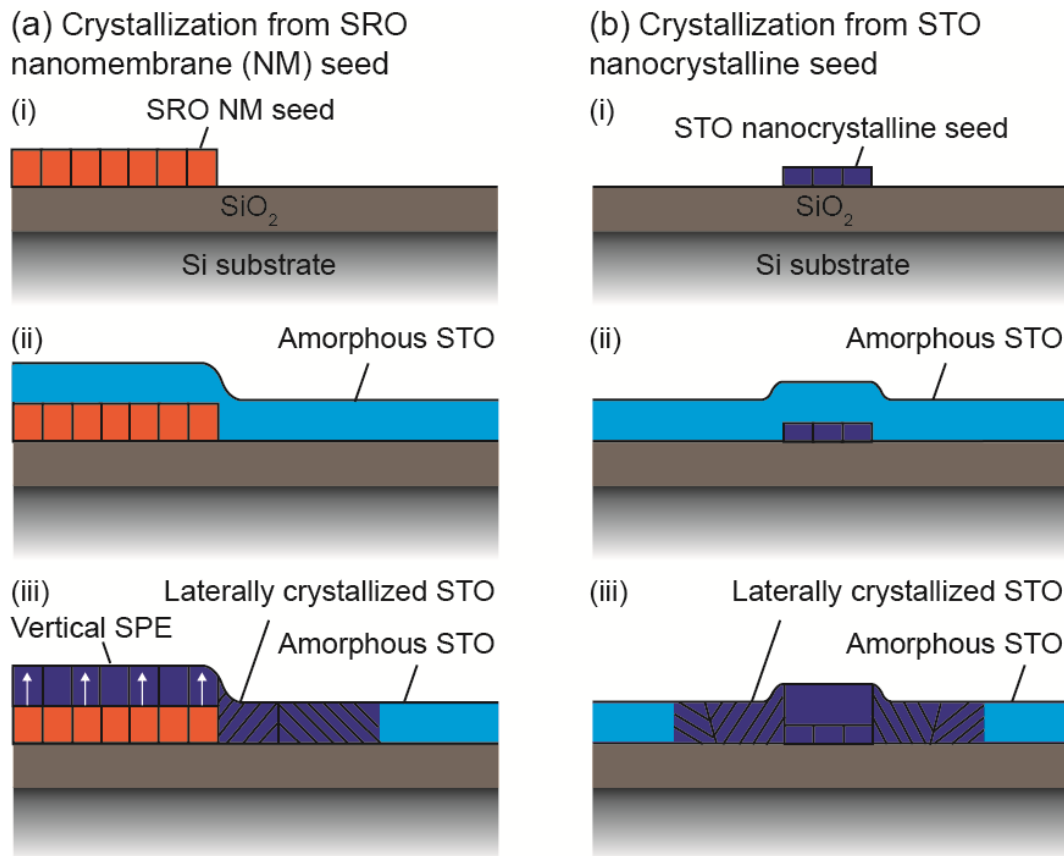 (a) Crystallization from SRO
nanomembrane (NM) seed
(i)
SRO NM seed
SiO₂
Si substrate
(ii)
Amorphous STO
(iii)
Laterally crystallized STO
Vertical SPE
Amorphous STO
(b) Crystallization from STO
nanocrystalline seed
(i)
STO nanocrystalline seed
SiO₂
Si substrate
(ii)
Amorphous STO
(iii)
Laterally crystallized STO
Amorphous STO